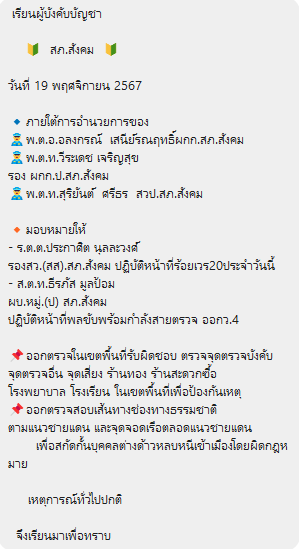 เรียนผู้บังคับบัญชา
🔰 สภ.สังคม 🔰
วันที่ 19 พฤศจิกายน 2567
🔹ภายใต้การอำนวยการของ
👮พ.ต.อ.อลงกรณ์ เสนีย์รณฤทธิ์ผกก.สภ.สังคม
👮พ.ต.ท.วีระเดช เจริญสุข
รอง ผกก.ป.สภ.สังคม
👮พ.ต.ท.สุริยันต์ ศรีธร สวป.สภ.สังคม
🔸มอบหมายให้
- ร.ต.ต.ประกาศิต นุลละวงศ์
รองสว.(สส).สภ.สังคม ปฏิบัติหน้าที่ร้อยเวร20ประจำวันนี้
- ส.ต.ท.ธีรภัส มูลป้อม
ผบ.หมู่.(ป) สภ.สังคม
ปฏิบัติหน้าที่พลขับพร้อมกำลังสายตรวจ ออกว.4
📌ออกตรวจในเขตพื้นที่รับผิดชอบ ตรวจจุดตรวจบังคับ
จุดตรวจอื่น จุดเสี่ยง ร้านทอง ร้านสะดวกซื้อ
โรงพยาบาล โรงเรียน ในเขตพื้นที่เพื่อป้องกันเหตุ
📌ออกตรวจสอบเส้นทางช่องทางธรรมชาติ
ตามแนวชายแดน และจุดจอดเรือตลอดแนวชายแดน
เพื่อสกัดกั้นบุคคลต่างด้าวหลบหนีเข้าเมืองโดยผิดกฎห
มาย
เหตุการณ์ทั่วไปปกติ
จึงเรียนมาเพื่อทราบ